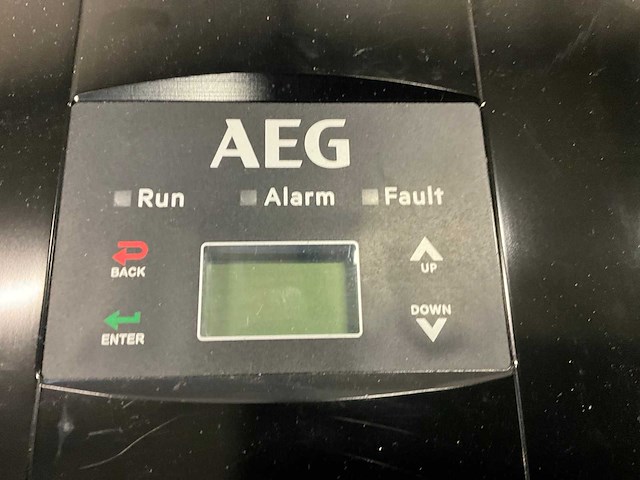 AEG
Run Alarm Fault
BACK
UP
ENTER
DOWN